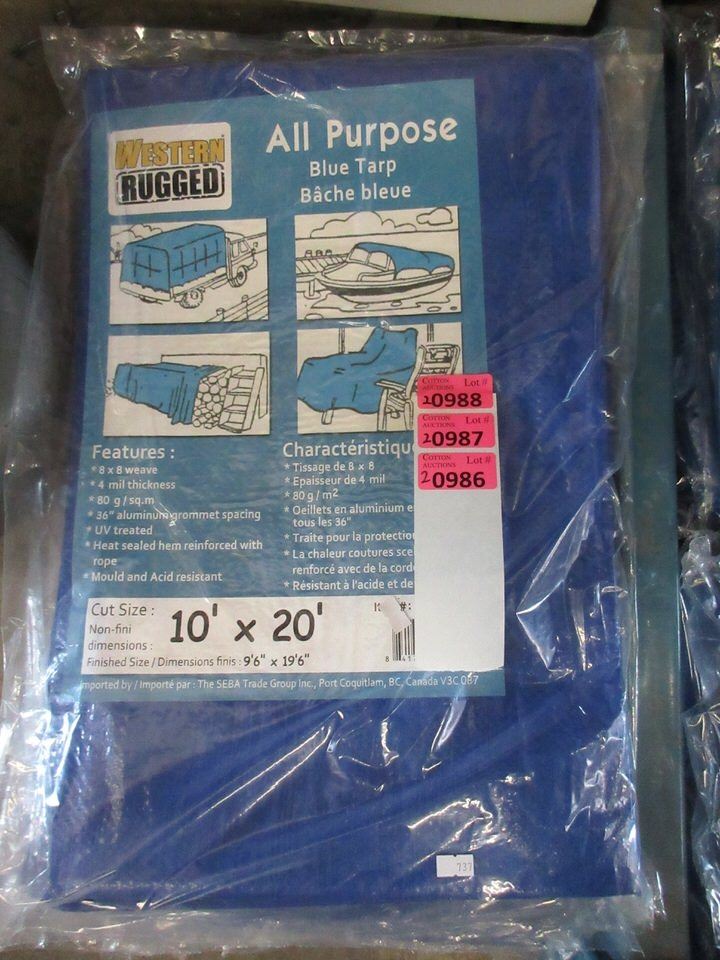 WESTERN
RUGGED
All Purpose
Blue Tarp
Bâche bleue
COTTON AUCTIONS Lot #
20988
COTTON AUCTIONS Lot #
20987
COTTON AUCTIONS Lot #
20986
Features :
* 8 x 8 weave
* 4 mil thickness
* 80 g / sq.m
* 36" aluminum grommet spacing
* UV treated
* Heat sealed hem reinforced with
rope
* Mould and Acid resistant
* Tissage de 8 x 8
* Epaisseur de 4 mil
* 80 g / m²
* Oeillets en aluminium
tous les 36"
* Traite pour la
* La chaleur coutures
renforcé avec de la
* Résistant à l'acide et de
Cut Size :
Non-fini
dimensions :
10' x 20'
Finished Size / Dimensions finis : 9'6" x 19'6"
#:
Imported by / Importé par : The SEBA Trade Group Inc., Port Coquitlam, BC, Canada V3C
737